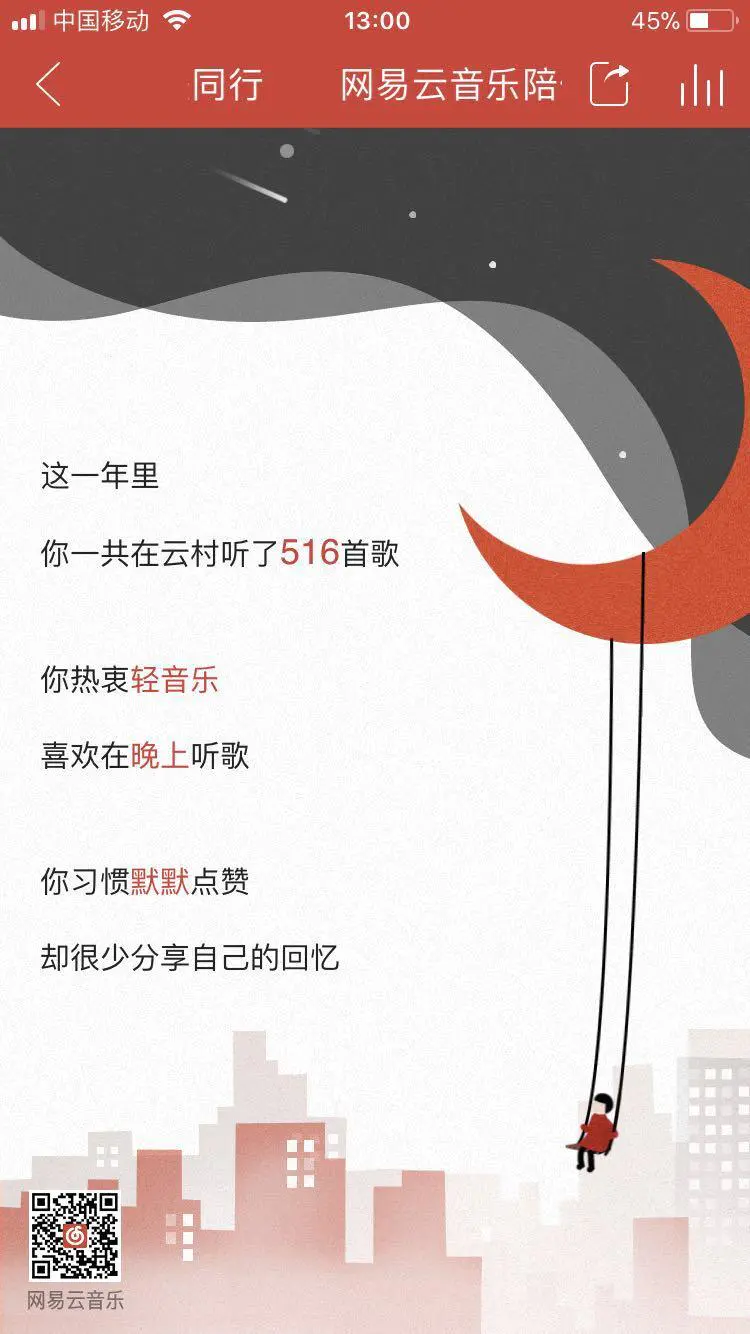 中国移动 13:00 45%
同行 网易云音乐陪
这一年里
你一共在云村听了516首歌
你热衷轻音乐
喜欢在晚上听歌
你习惯默默点赞
却很少分享自己的回忆
网易云音乐